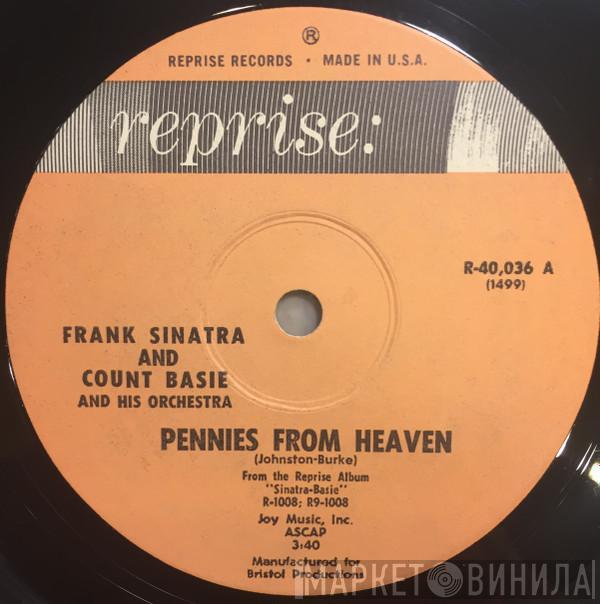 ®
REPRISE RECORDS • MADE IN U.S.A.
reprise:
R-40,036 A
(1499)
FRANK SINATRA
AND
COUNT BASIE
AND HIS ORCHESTRA
PENNIES FROM HEAVEN
(Johnston-Burke)
From the Reprise Album
"Sinatra-Basie"
R-1008; R9-1008
Joy Music, Inc.
ASCAP
3:40
Manufactured for
Bristol Productions
МАРКЕТ ВИНИЛА